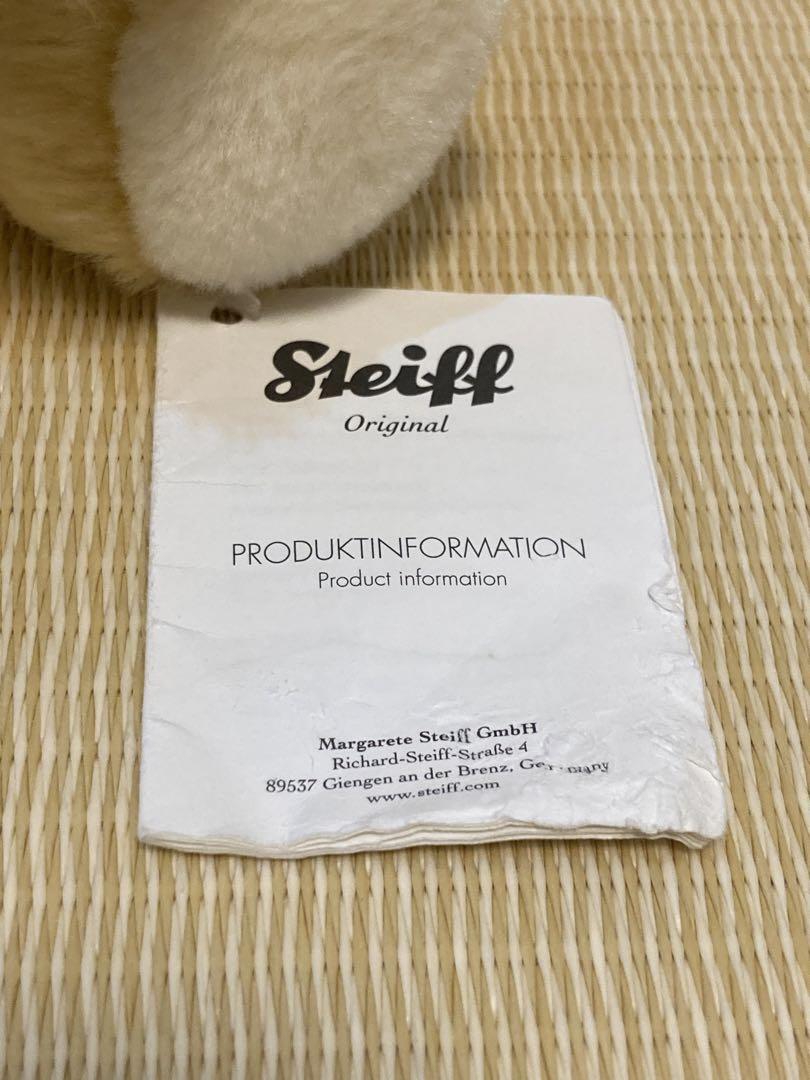 Steiff
Original
PRODUKTINFORMATION
Product information
Margarete Steiff GmbH
Richard-Steiff-Straße 4
89537 Giengen an der Brenz, Germany
www.steiff.com